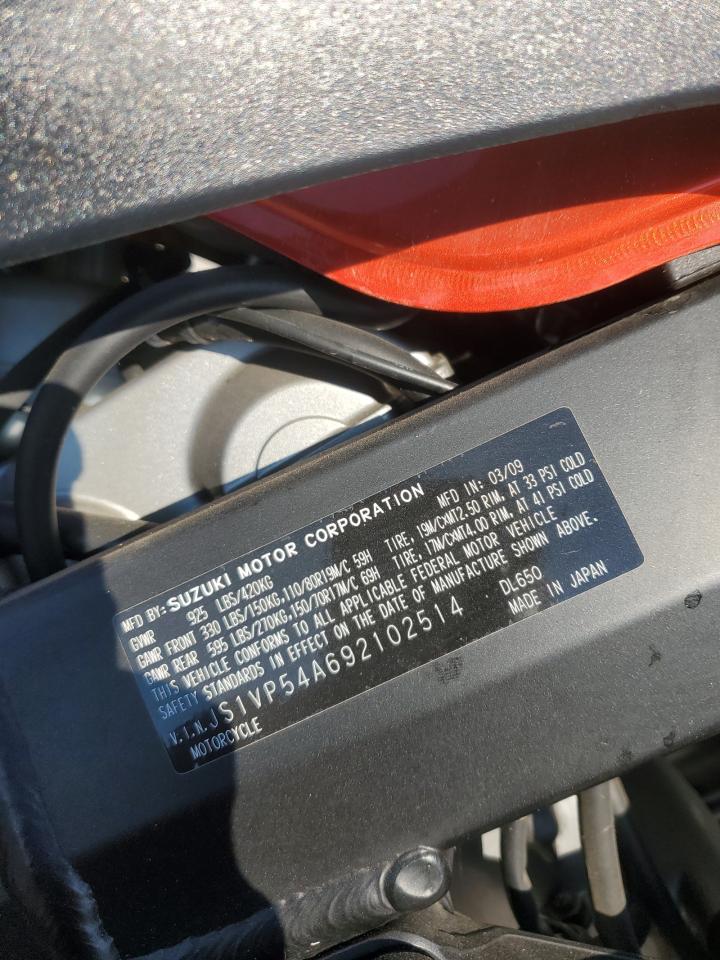 MFD BY: SUZUKI MOTOR CORPORATION MFD IN: 03/09
GVWR 925 LBS/420KG
GAWR FRONT 330 LBS/150KG,110/80R19M/C 59H TIRE, 19M/CXMT2.50 RIM, AT 33 PSI COLD
GAWR REAR 595 LBS/270KG,150/70R17M/C 69H TIRE, 17M/CXMT4.00 RIM, AT 41 PSI COLD
THIS VEHICLE CONFORMS TO ALL APPLICABLE FEDERAL MOTOR VEHICLE
SAFETY STANDARDS IN EFFECT ON THE DATE OF MANUFACTURE SHOWN ABOVE.
V.I.N. JS1VP54A692102514 DL650
MOTORCYCLE MADE IN JAPAN